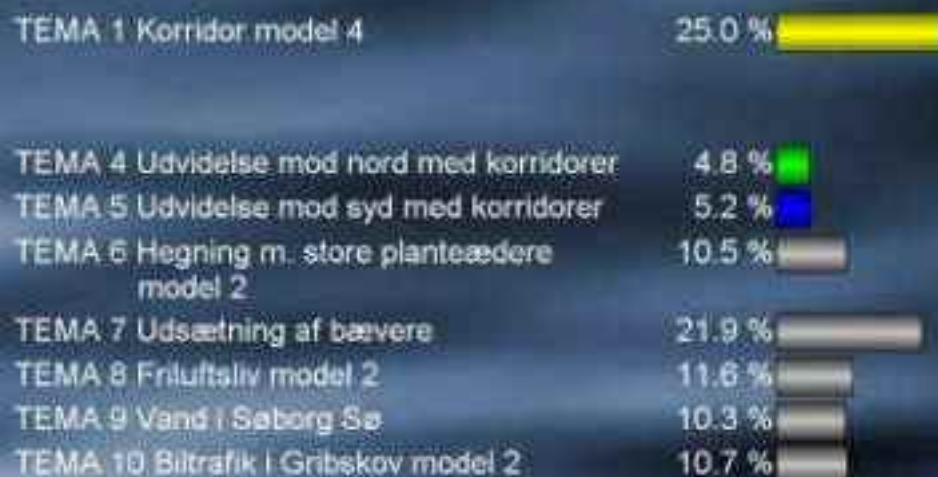 TEMA 1 Korridor model 4 25.0 %
TEMA 4 Udvidelse mod nord med korridorer 4.8 %
TEMA 5 Udvidelse mod syd med korridorer 5.2 %
TEMA 6 Hegning m. store planteædere 10.5 %
model 2
TEMA 7 Udsætning af bævere 21.9 %
TEMA 8 Friluftsliv model 2 11.6 %
TEMA 9 Vand i Søborg Sø 10.3 %
TEMA 10 Biltrafik i Gribskov model 2 10.7 %